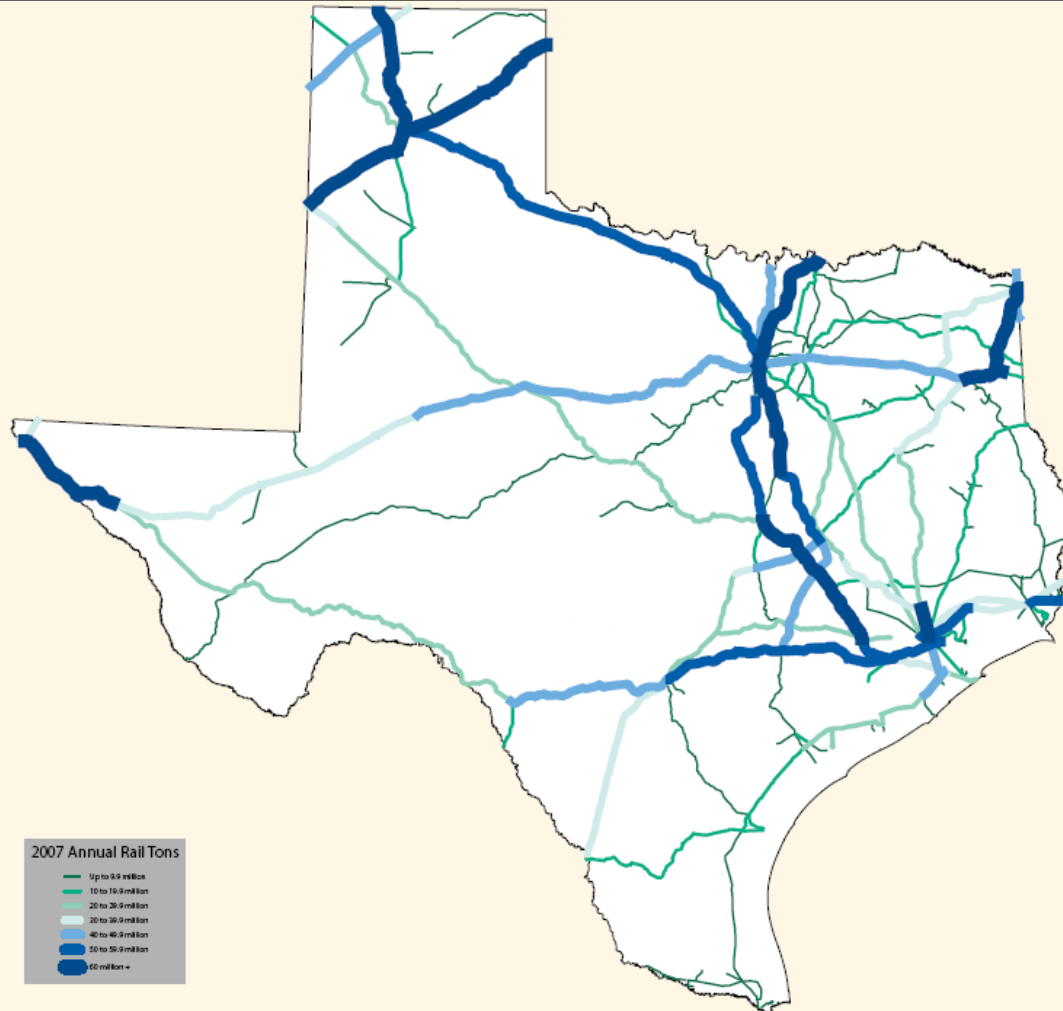 2007 Annual Rail Tons
Up to 9.9 million
10 to 19.9 million
20 to 29.9 million
30 to 39.9 million
40 to 49.9 million
50 to 59.9 million
60 million +